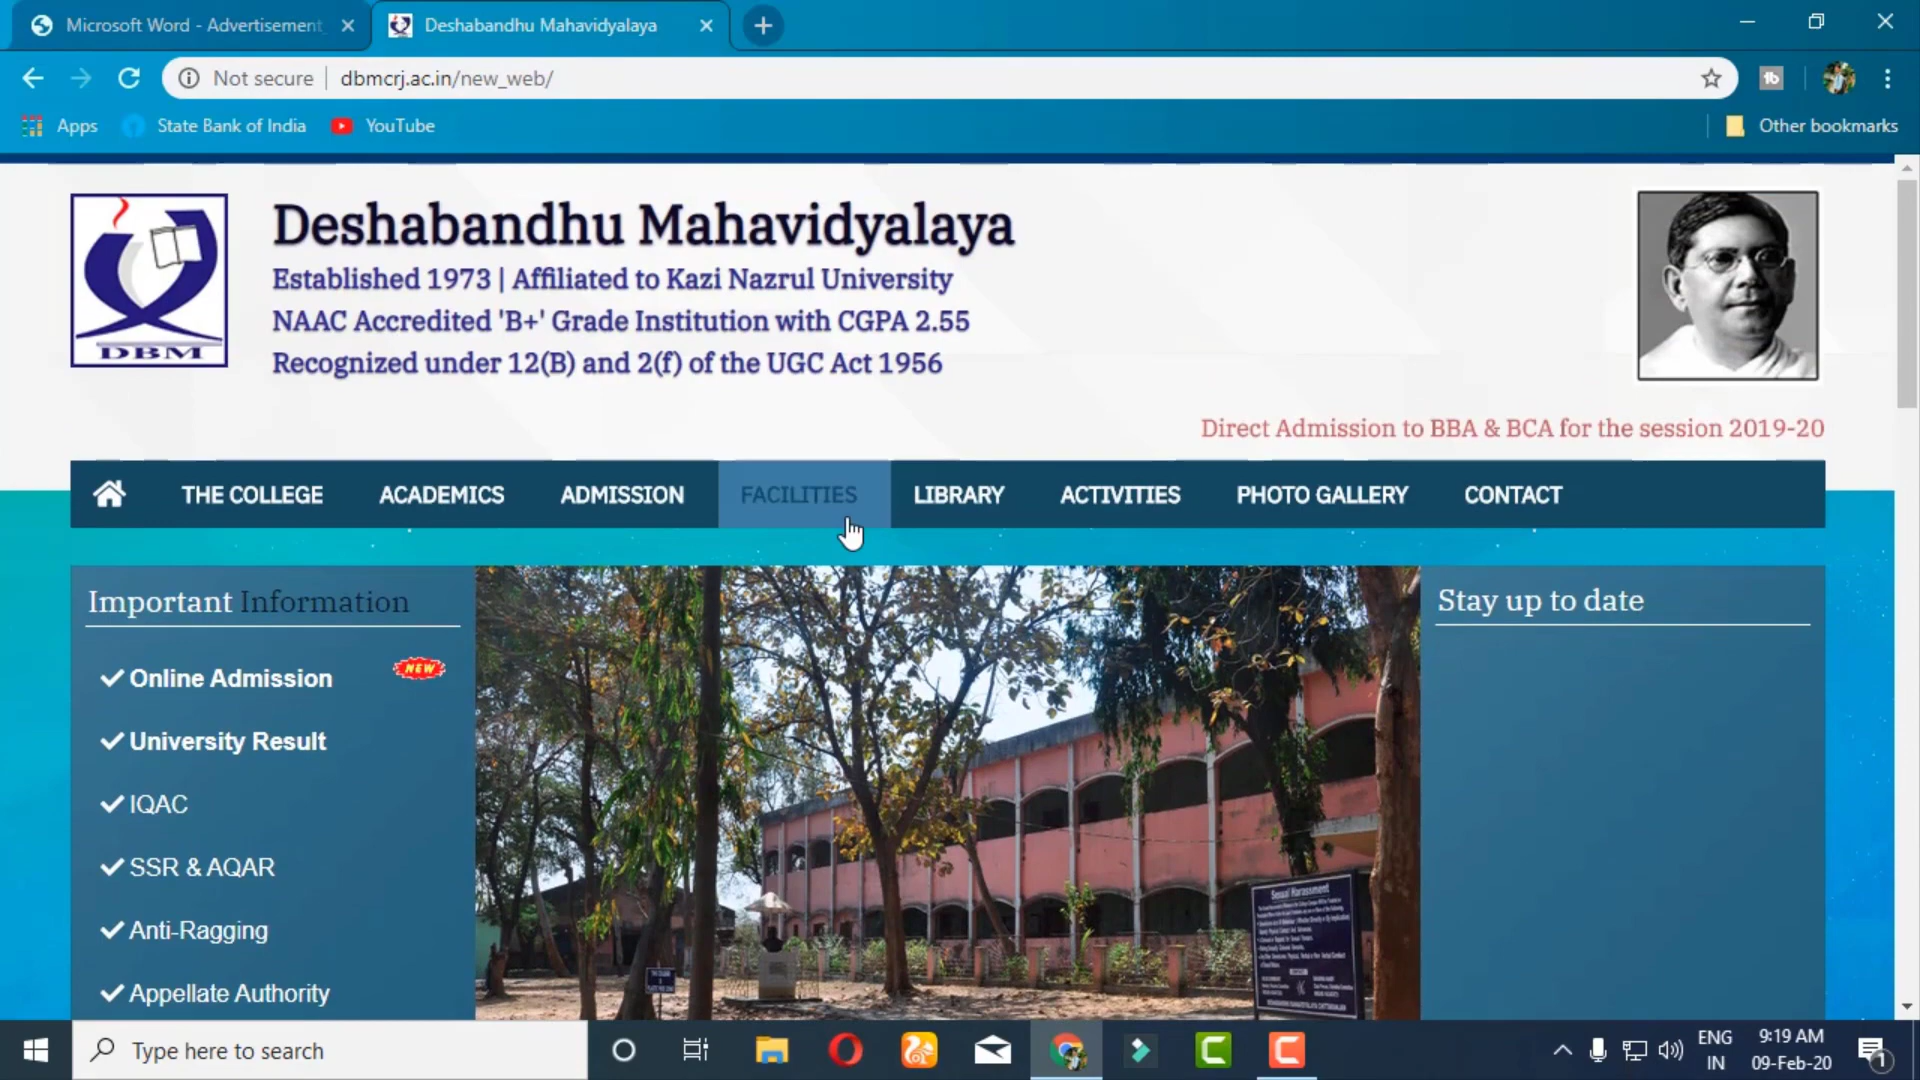 Microsoft Word - Advertisement
Deshabandhu Mahavidyalaya
Not secure
dbmcrj.ac.in/new_web/
Apps
State Bank of India
YouTube
Other bookmarks
DBM
Deshabandhu Mahavidyalaya
Established 1973 | Affiliated to Kazi Nazrul University
NAAC Accredited 'B+' Grade Institution with CGPA 2.55
Recognized under 12(B) and 2(f) of the UGC Act 1956
Direct Admission to BBA & BCA for the session 2019-20
THE COLLEGE ACADEMICS ADMISSION FACILITIES LIBRARY ACTIVITIES PHOTO GALLERY CONTACT
Important Information
Online Admission NEW
University Result
IQAC
SSR & AQAR
Anti-Ragging
Appellate Authority
Sexual Harassment
Stay up to date
Type here to search
ENG
IN
9:19 AM
09-Feb-20
1